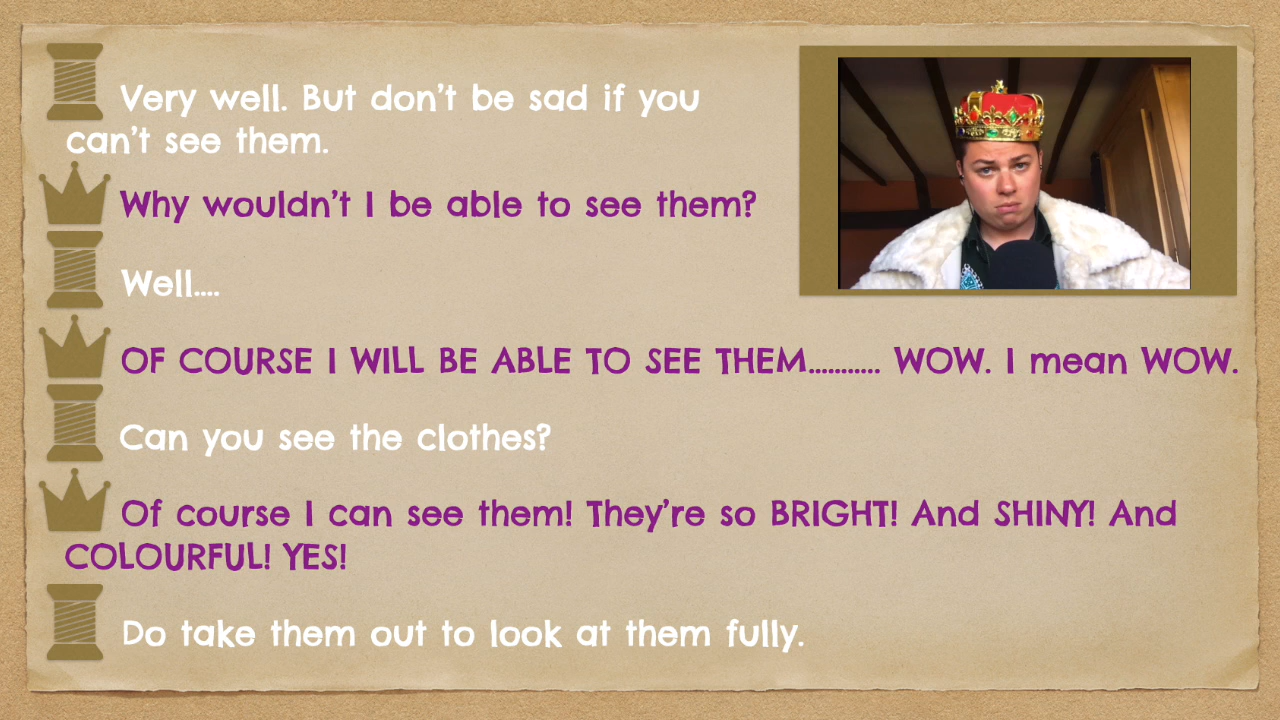 Very well. But don't be sad if you
can't see them.
Why wouldn't I be able to see them?
Well....
OF COURSE I WILL BE ABLE TO SEE THEM........... WOW. I mean WOW.
Can you see the clothes?
Of course I can see them! They're so BRIGHT! And SHINY! And
COLOURFUL! YES!
Do take them out to look at them fully.